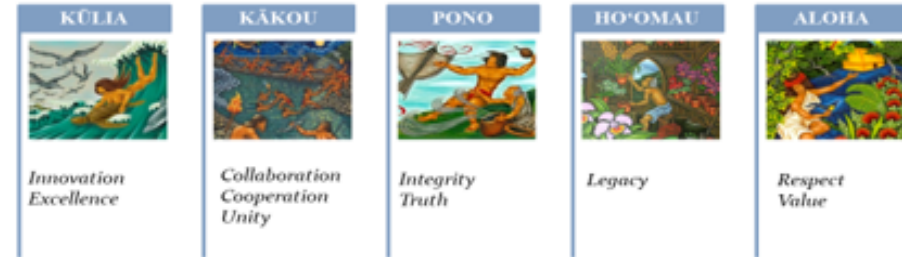 KŪLIA
Innovation
Excellence
KĀKOU
Collaboration
Cooperation
Unity
PONO
Integrity
Truth
HOʻOMAU
Legacy
ALOHA
Respect
Value